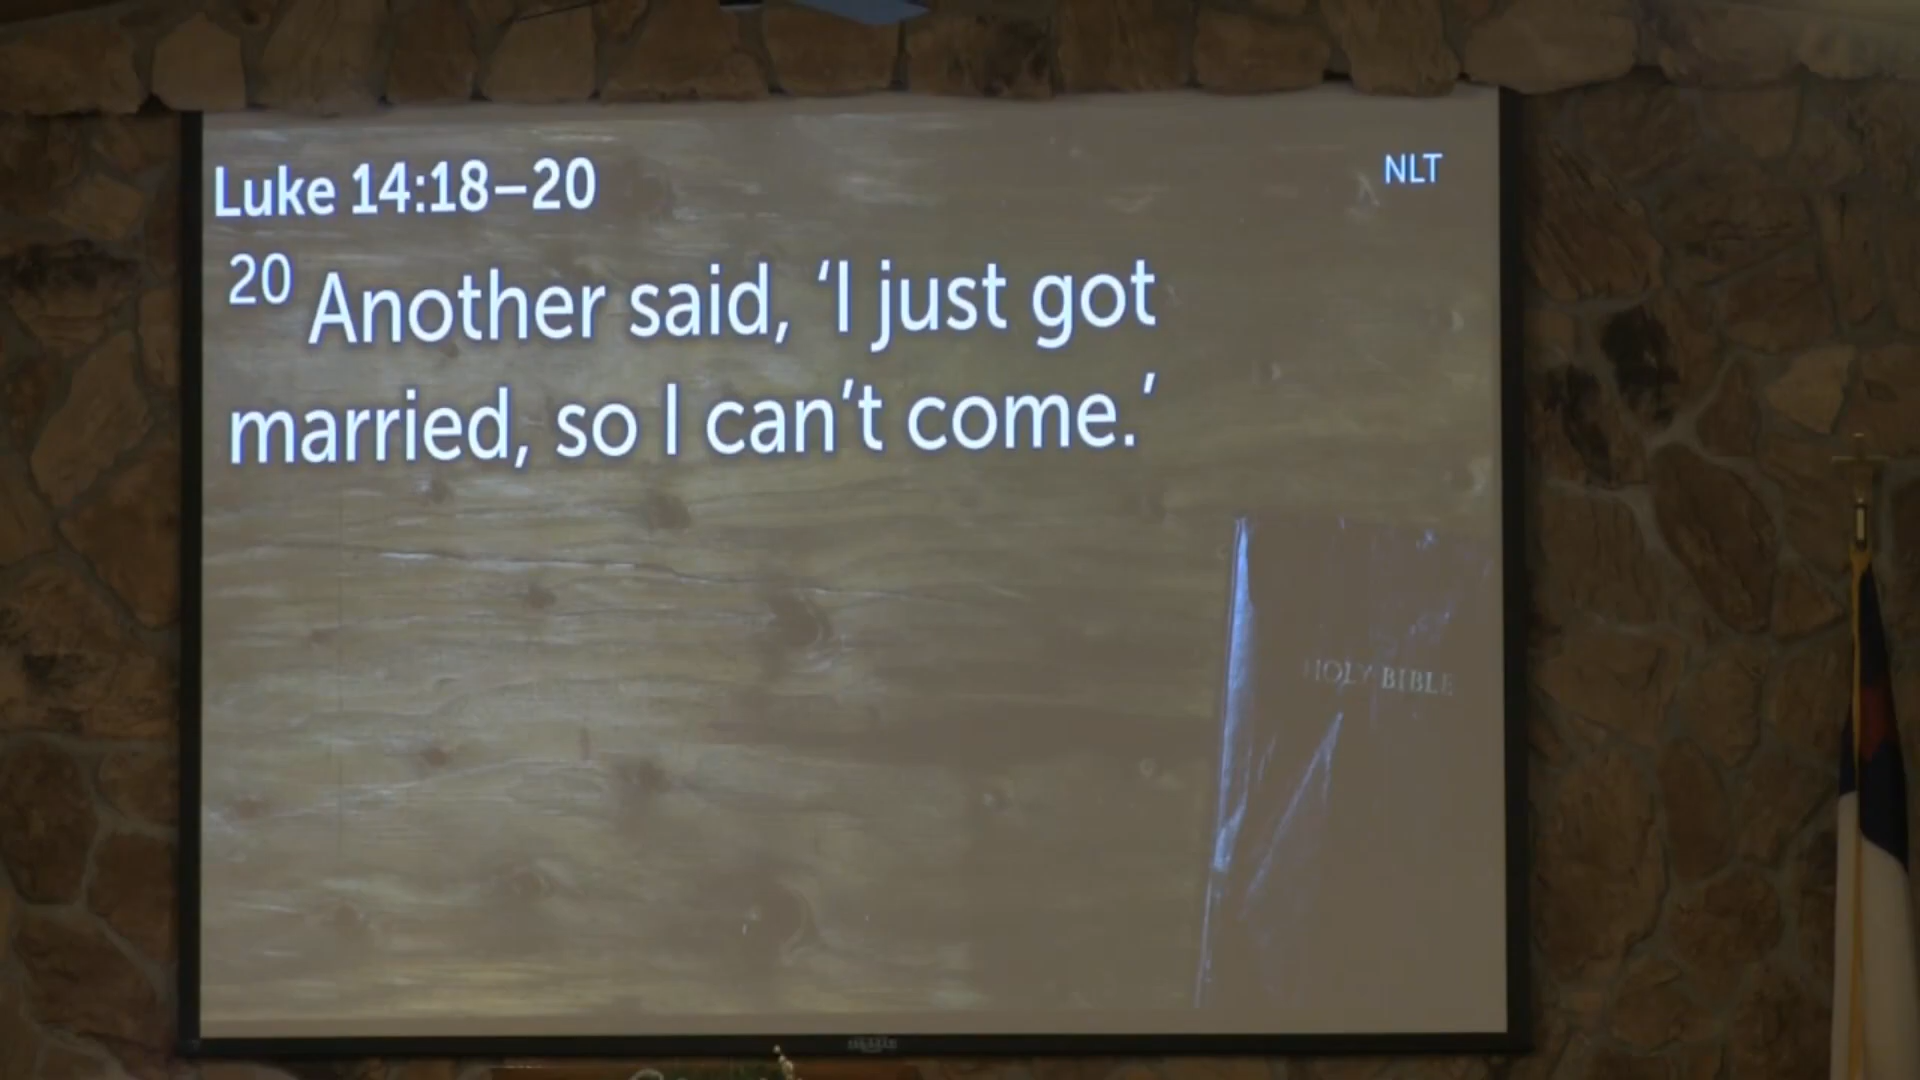 Luke 14:18–20
NLT
20 Another said, ‘I just got
married, so I can’t come.’
HOLY BIBLE